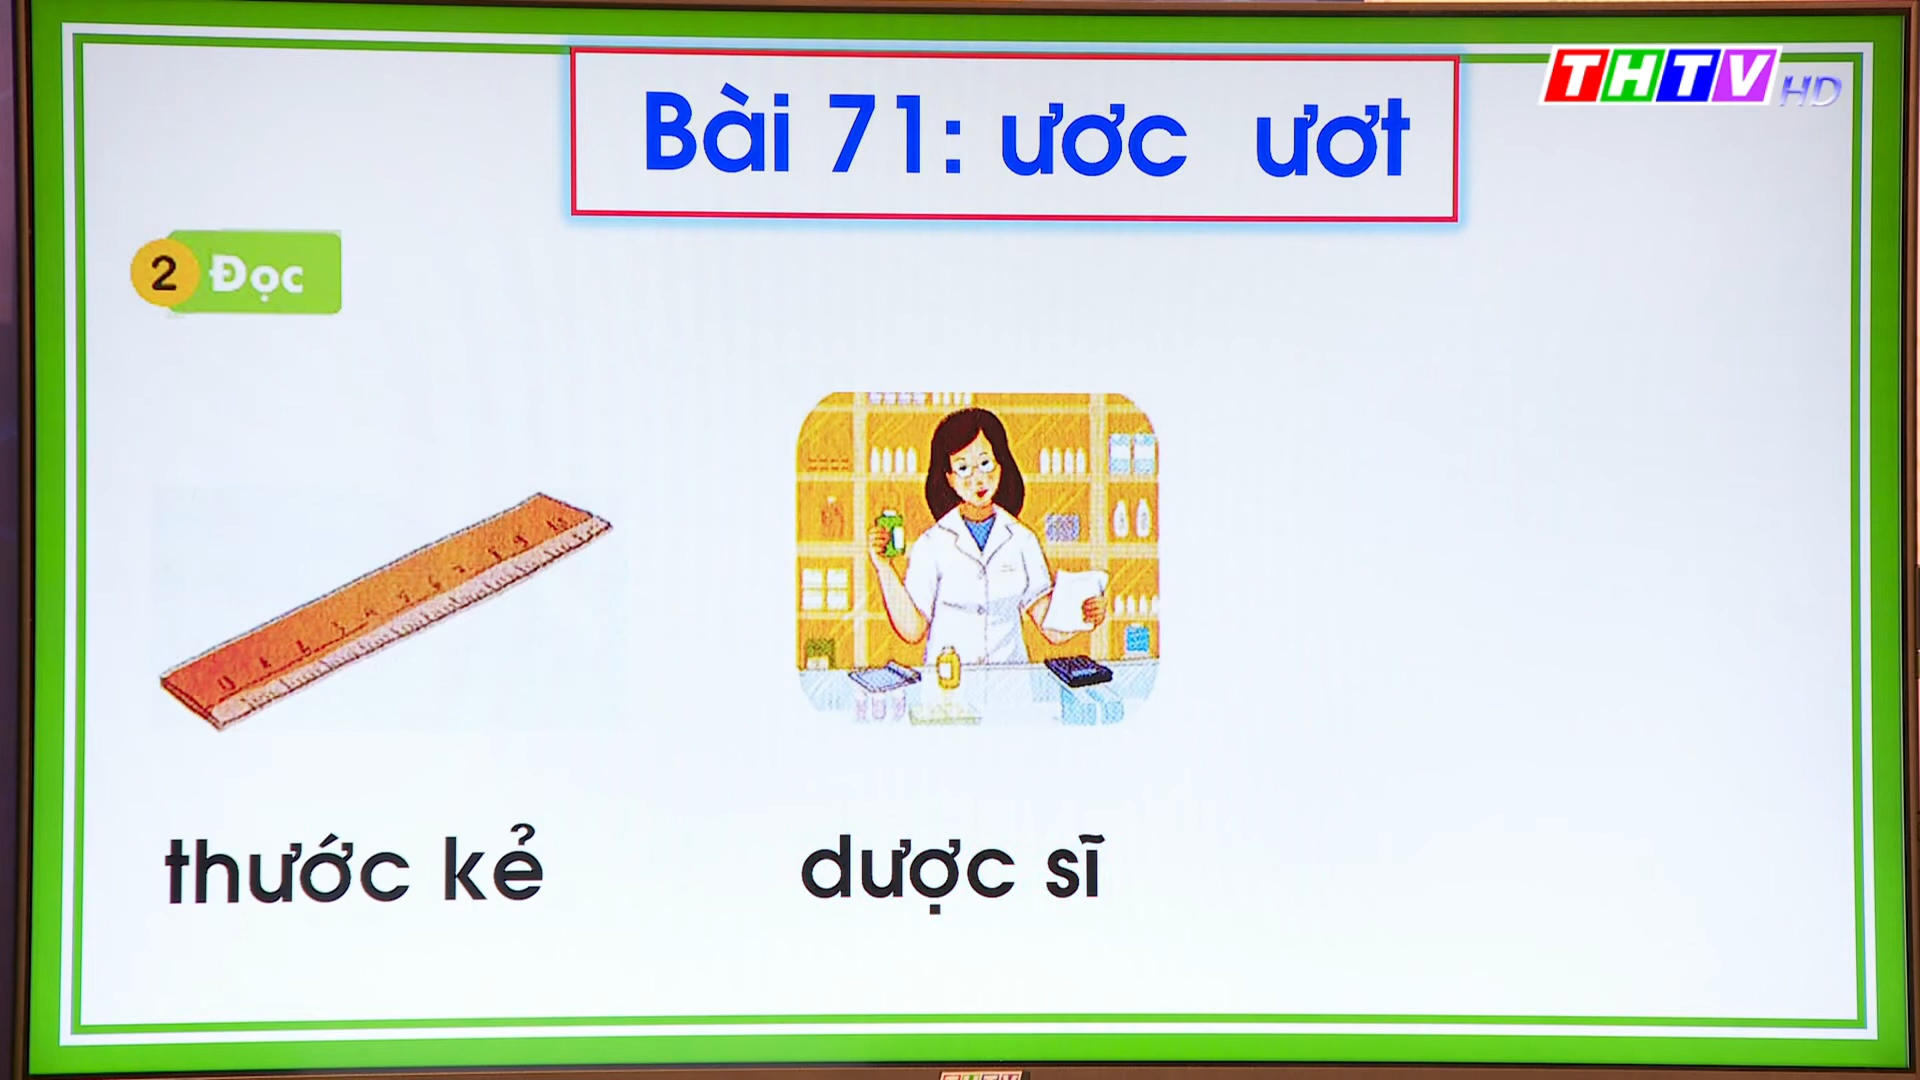 Bài 71: ươc ươt
THTV HD
2 Đọc
thước kẻ
dược sĩ